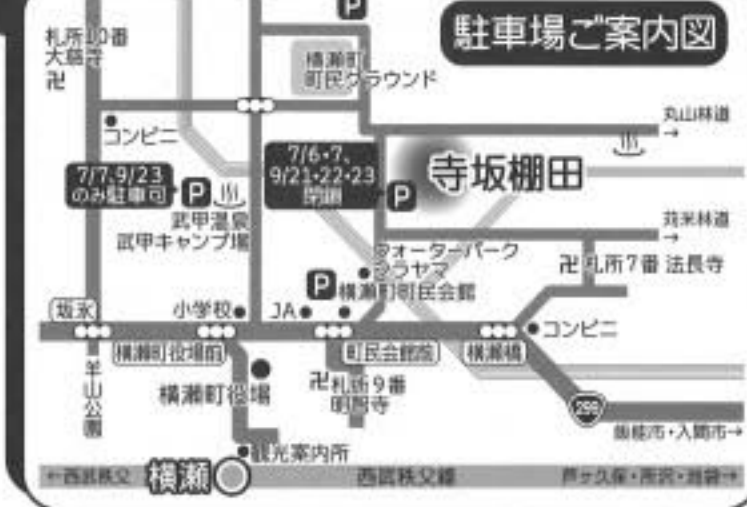 駐車場ご案内図
P
札所10番
大慈寺
卍
横瀬町
町民グラウンド
コンビニ
丸山林道
→
7/7、9/23
のみ駐車可
P
7/6・7、
9/21・22・23
閉鎖
P
寺坂棚田
武甲温泉
武甲キャンプ場
苅米林道
→
ウォーターパーク
シラヤマ
卍札所7番 法長寺
P
横瀬町町民会館
坂氷
小学校
JA
コンビニ
横瀬町役場前
町民会館前
横瀬橋
羊山公園
横瀬町役場
卍札所9番
明智寺
299
飯能市・入間市→
観光案内所
←西武秩父
横瀬
西武秩父線
芦ヶ久保・所沢・池袋→